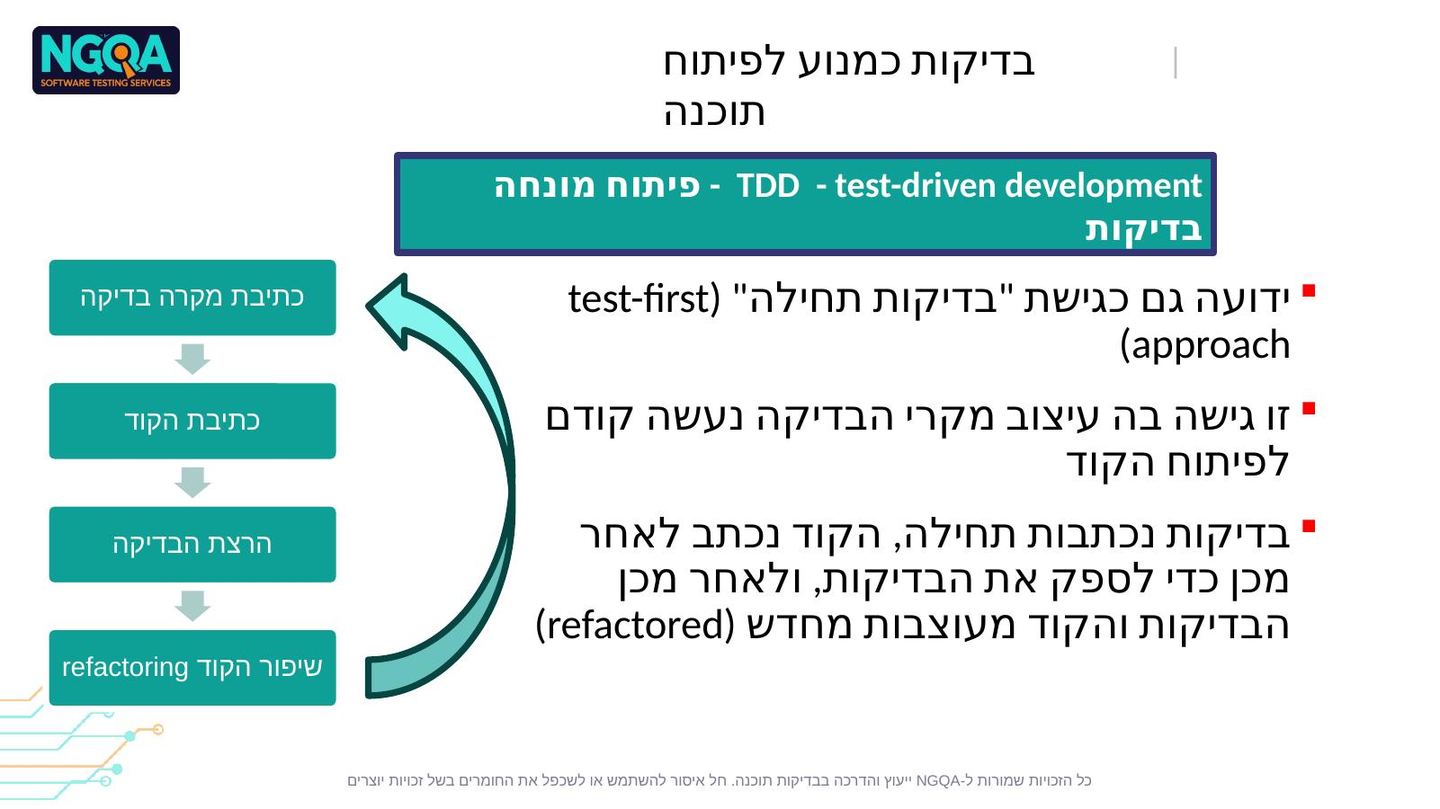 NGQA
SOFTWARE TESTING SERVICES
בדיקות כמנוע לפיתוח
תוכנה
TDD - test-driven development - פיתוח מונחה
בדיקות
ידועה גם כגישת "בדיקות תחילה" (test-first
approach)
זו גישה בה עיצוב מקרי הבדיקה נעשה קודם
לפיתוח הקוד
בדיקות נכתבות תחילה, הקוד נכתב לאחר
מכן כדי לספק את הבדיקות, ולאחר מכן
הבדיקות והקוד מעוצבות מחדש (refactored)
כתיבת מקרה בדיקה
כתיבת הקוד
הרצת הבדיקה
שיפור הקוד refactoring
כל הזכויות שמורות ל-NGQA ייעוץ והדרכה בבדיקות תוכנה. חל איסור להשתמש או לשכפל את החומרים בשל זכויות יוצרים